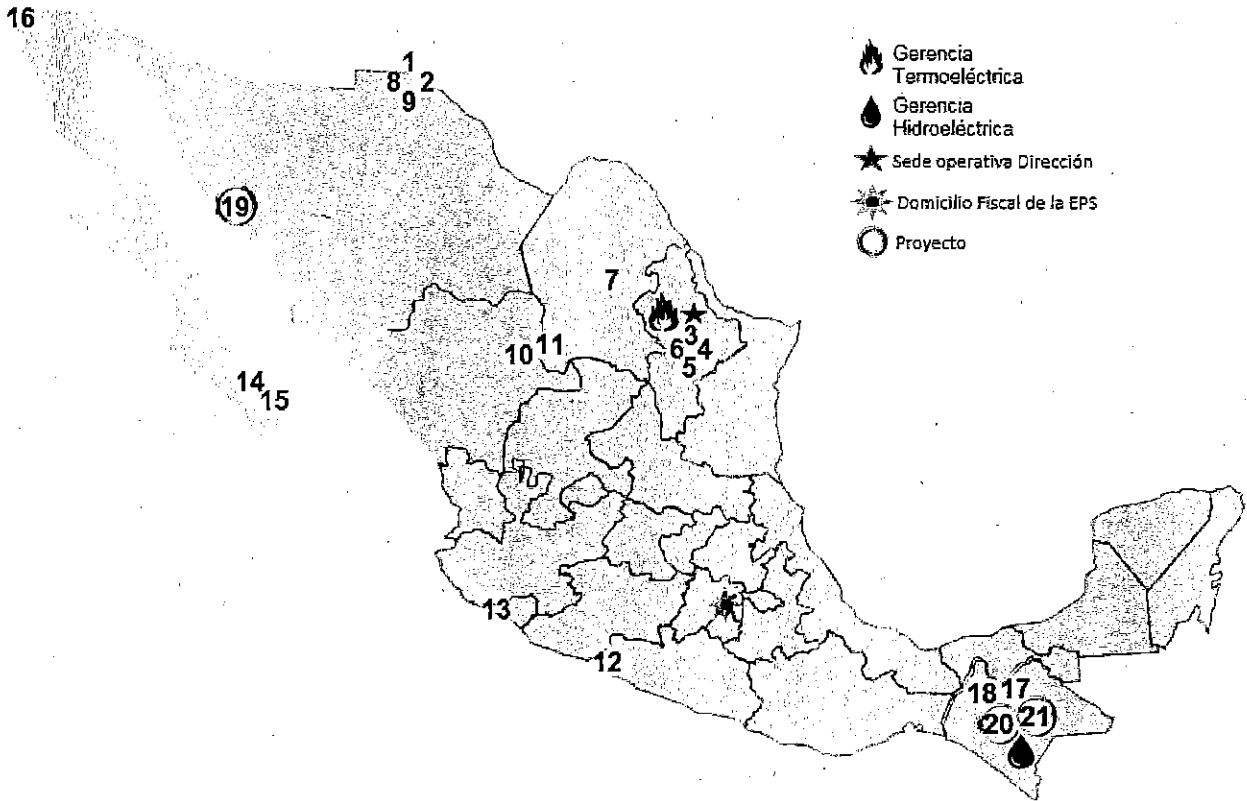 16
1
8 2
9
Gerencia
Termoeléctrica
Gerencia
Hidroeléctrica
Sede operativa Dirección
Domicilio Fiscal de la EPS
Proyecto
19
7
3
6 4
5
10 11
14
15
13
12
18 17
20 21